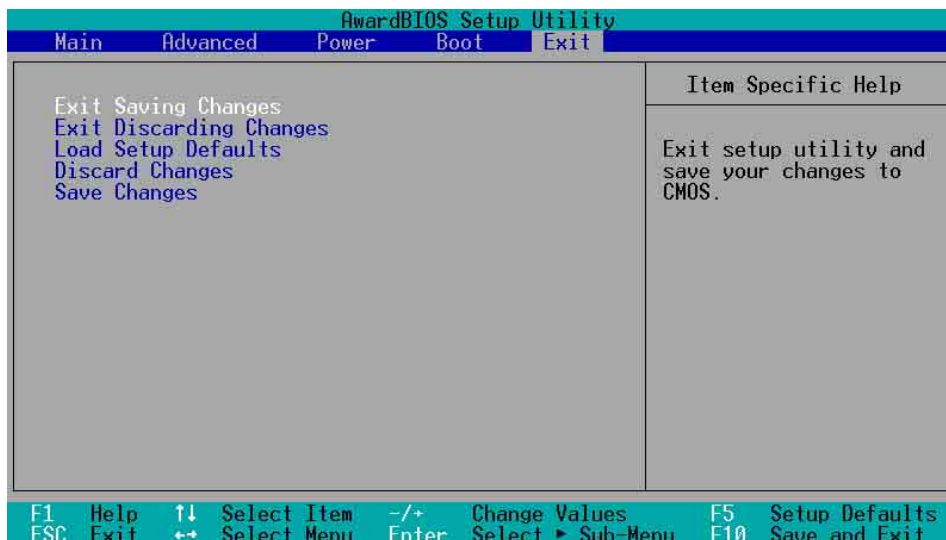 AwardBIOS Setup Utility
Main Advanced Power Boot Exit
Exit Saving Changes
Exit Discarding Changes
Load Setup Defaults
Discard Changes
Save Changes
Item Specific Help
Exit setup utility and
save your changes to
CMOS.
F1 Help ↑↓ Select Item -/+ Change Values F5 Setup Defaults
ESC Exit ←→ Select Menu Enter Select ► Sub-Menu F10 Save and Exit